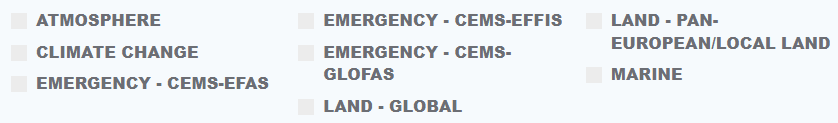 ATMOSPHERE
CLIMATE CHANGE
EMERGENCY - CEMS-EFAS
EMERGENCY - CEMS-EFFIS
EMERGENCY - CEMS-
GLOFAS
LAND - GLOBAL
LAND - PAN-
EUROPEAN/LOCAL LAND
MARINE